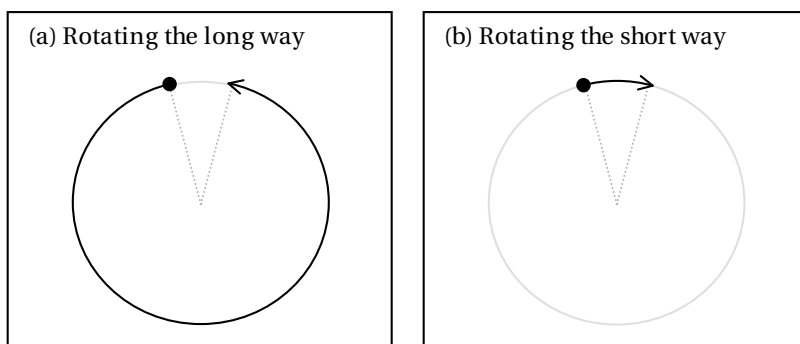 (a) Rotating the long way
(b) Rotating the short way